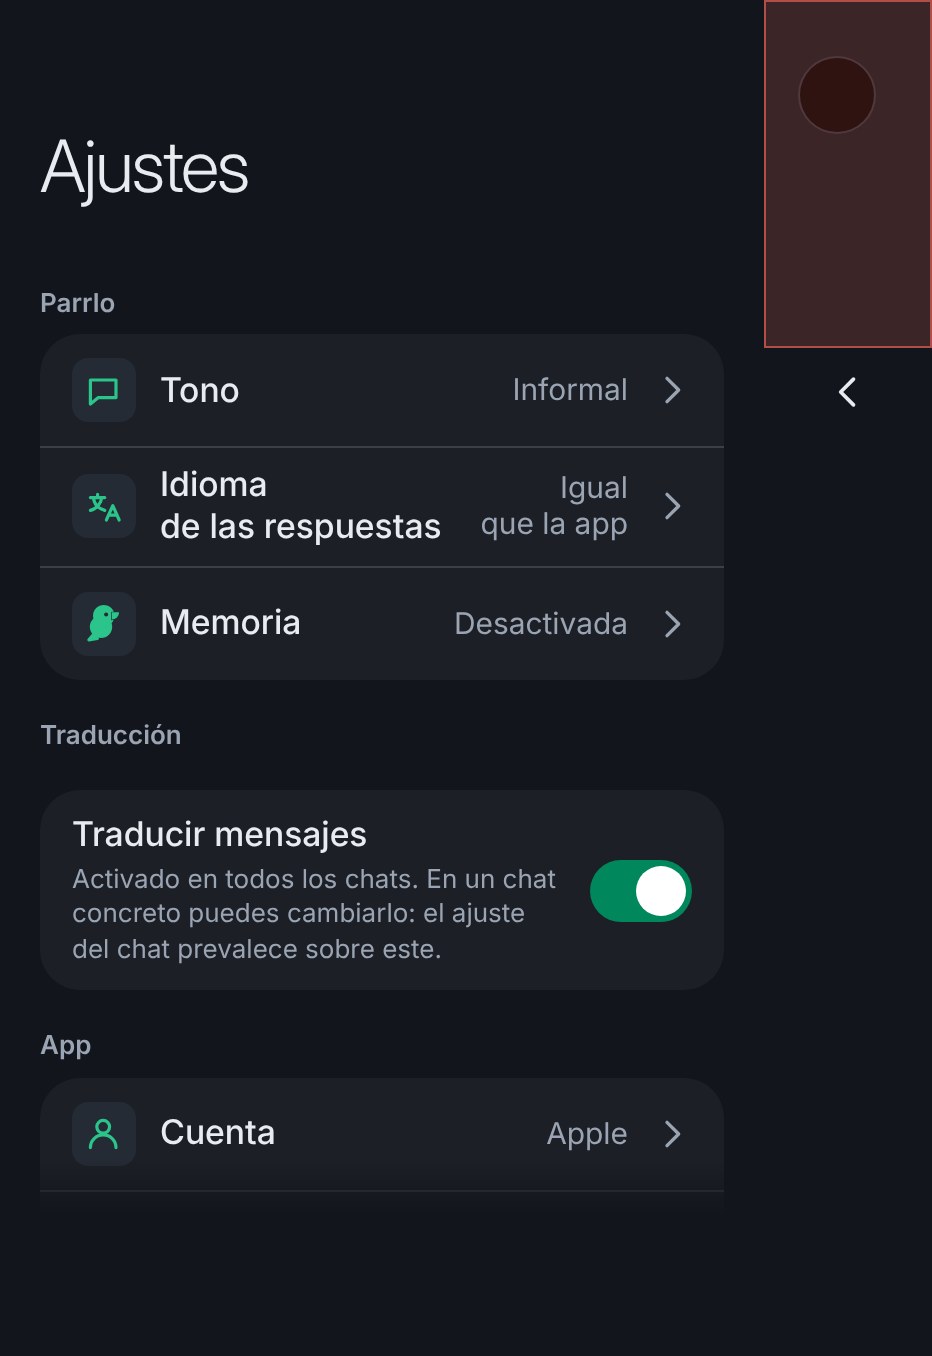 Ajustes
Parrlo
Tono
Informal
Idioma
de las respuestas
Igual
que la app
Memoria
Desactivada
Traducción
Traducir mensajes
Activado en todos los chats. En un chat
concreto puedes cambiarlo: el ajuste
del chat prevalece sobre este.
App
Cuenta
Apple